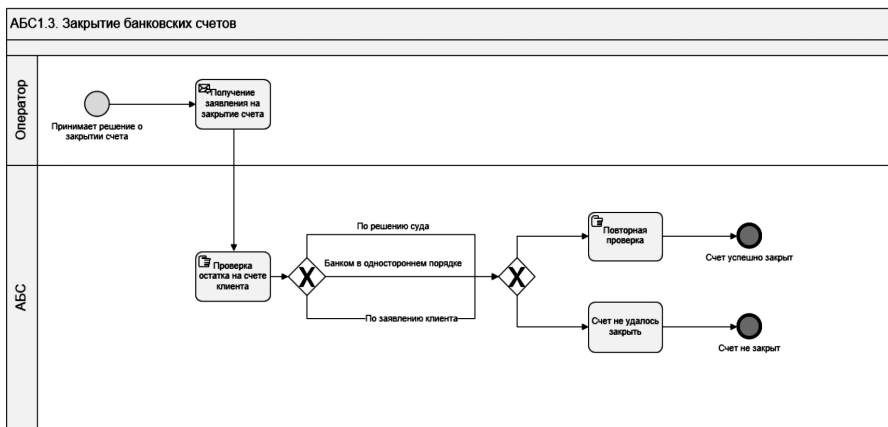 АБС1.3. Закрытие банковских счетов
Оператор
Принимает решение о
закрытии счета
Получение
заявления на
закрытие счета
АБС
Проверка
остатка на счете
клиента
По решению суда
Банком в одностороннем порядке
По заявлению клиента
Повторная
проверка
Счет успешно закрыт
Счет не удалось
закрыть
Счет не закрыт